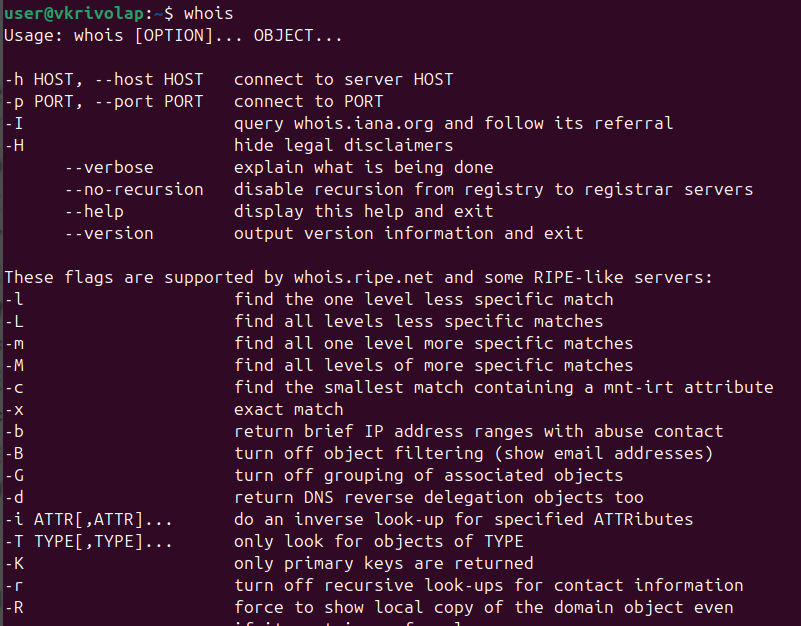 user@vkrivolap:~$ whois
Usage: whois [OPTION]... OBJECT...

-h HOST, --host HOST   connect to server HOST
-p PORT, --port PORT   connect to PORT
-I                     query whois.iana.org and follow its referral
-H                     hide legal disclaimers
      --verbose        explain what is being done
      --no-recursion   disable recursion from registry to registrar servers
      --help           display this help and exit
      --version        output version information and exit

These flags are supported by whois.ripe.net and some RIPE-like servers:
-l                     find the one level less specific match
-L                     find all levels less specific matches
-m                     find all one level more specific matches
-M                     find all levels of more specific matches
-c                     find the smallest match containing a mnt-irt attribute
-x                     exact match
-b                     return brief IP address ranges with abuse contact
-B                     turn off object filtering (show email addresses)
-G                     turn off grouping of associated objects
-d                     return DNS reverse delegation objects too
-i ATTR[,ATTR]...      do an inverse look-up for specified ATTRibutes
-T TYPE[,TYPE]...      only look for objects of TYPE
-K                     only primary keys are returned
-r                     turn off recursive look-ups for contact information
-R                     force to show local copy of the domain object even